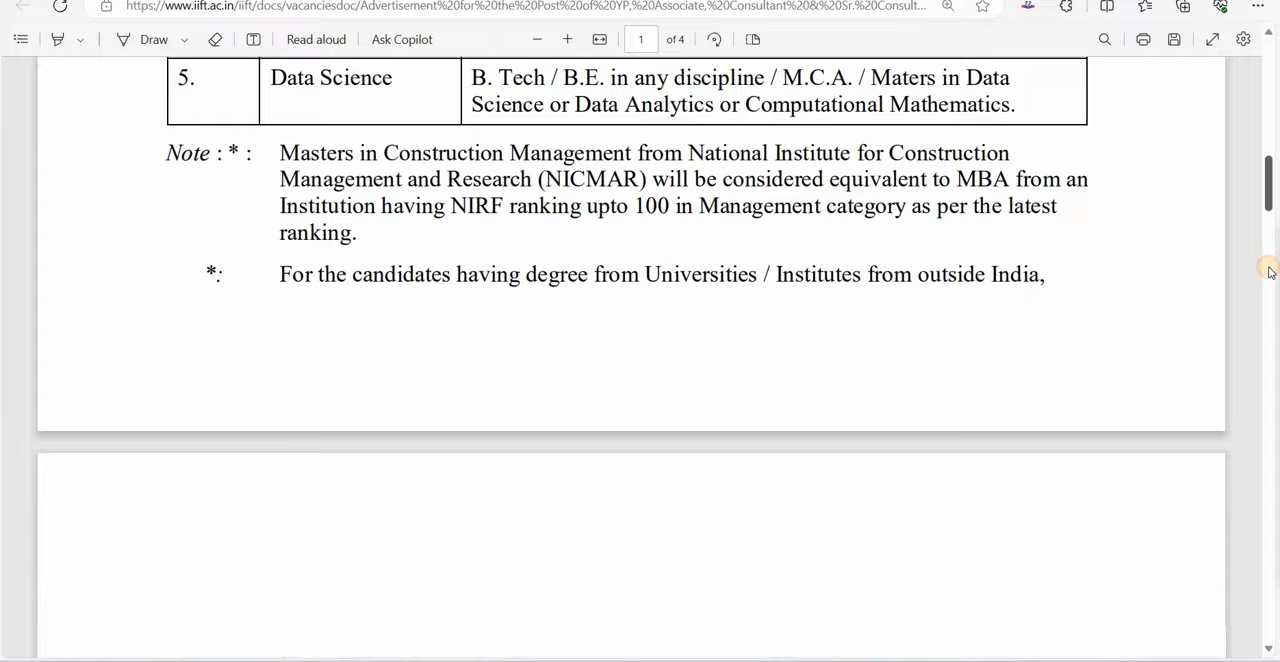 https://www.iift.ac.in/iift/docs/vacanciesdoc/Advertisement%20for%20the%20Post%20of%20YP,%20Associate,%20Consultant%20&%20Sr.%20Consult...
Draw
Read aloud
Ask Copilot
1
of 4
5. Data Science B. Tech / B.E. in any discipline / M.C.A. / Maters in Data
Science or Data Analytics or Computational Mathematics.
Note : * : Masters in Construction Management from National Institute for Construction
Management and Research (NICMAR) will be considered equivalent to MBA from an
Institution having NIRF ranking upto 100 in Management category as per the latest
ranking.
*: For the candidates having degree from Universities / Institutes from outside India,